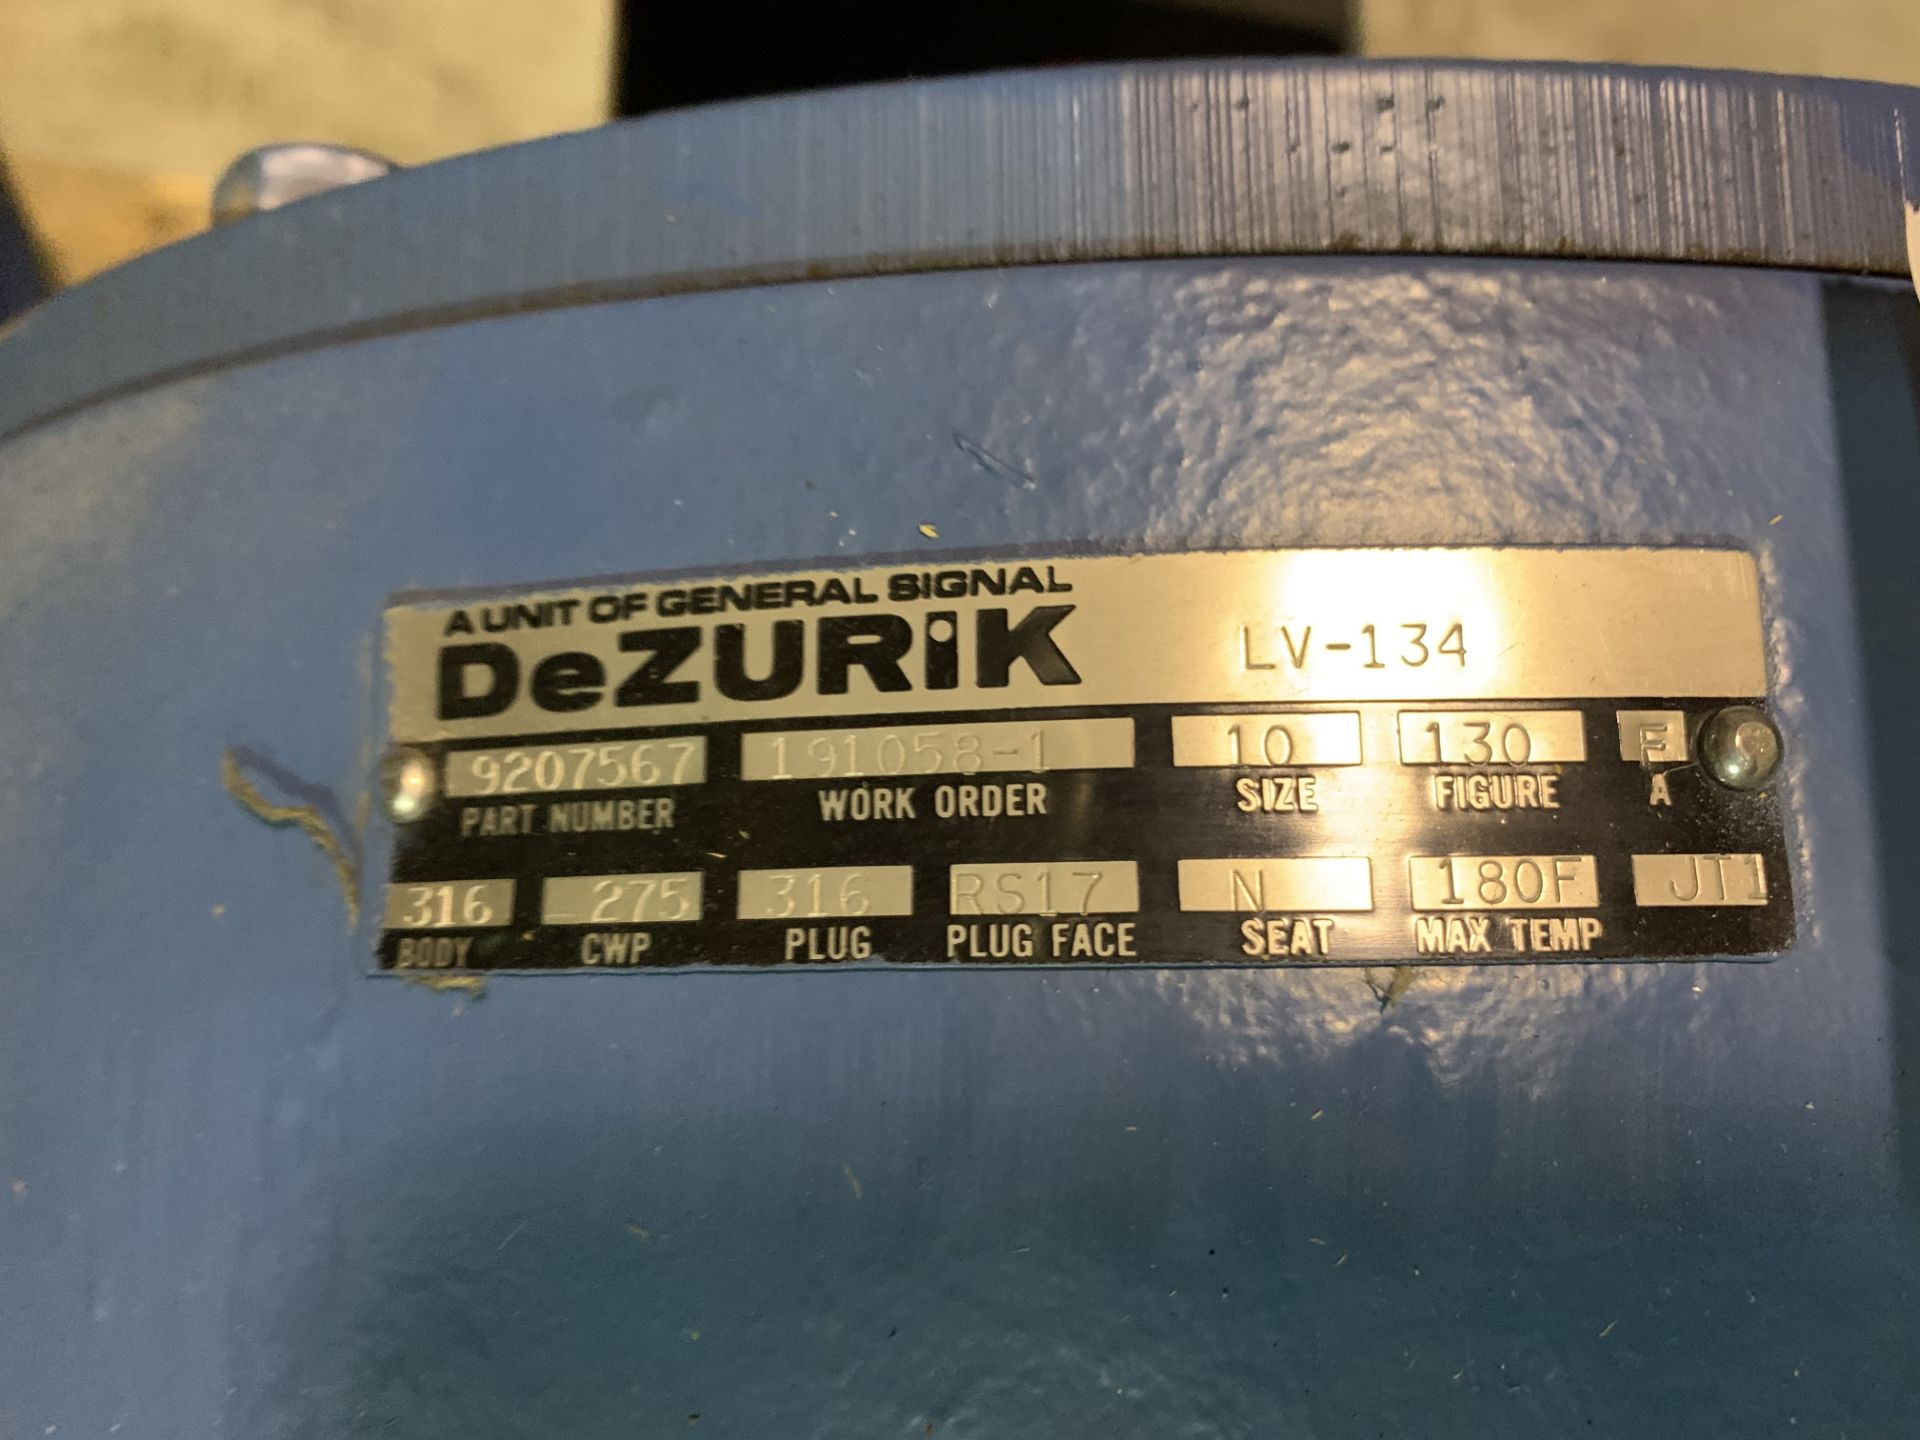 A UNIT OF GENERAL SIGNAL
DeZURiK LV-134
9207567 191058-1 10 130 F
PART NUMBER WORK ORDER SIZE FIGURE A
316 275 316 RS17 N 180F JT1
BODY CWP PLUG PLUG FACE SEAT MAX TEMP